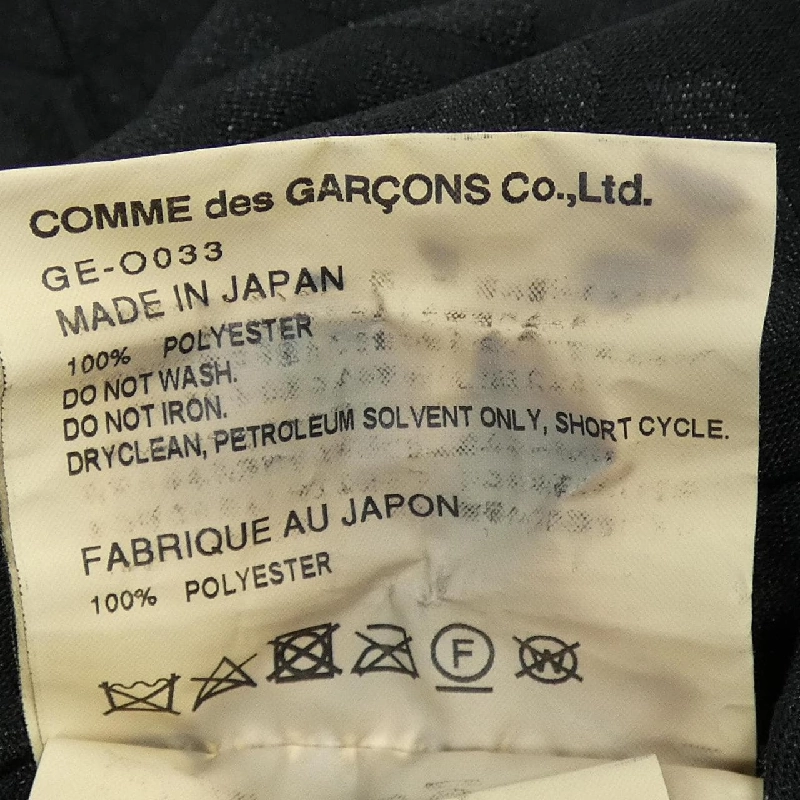 COMME des GARÇONS Co.,Ltd.
GE-O033
MADE IN JAPAN
100% POLYESTER
DO NOT WASH.
DO NOT IRON.
DRYCLEAN, PETROLEUM SOLVENT ONLY, SHORT CYCLE.
FABRIQUE AU JAPON
100% POLYESTER
F W